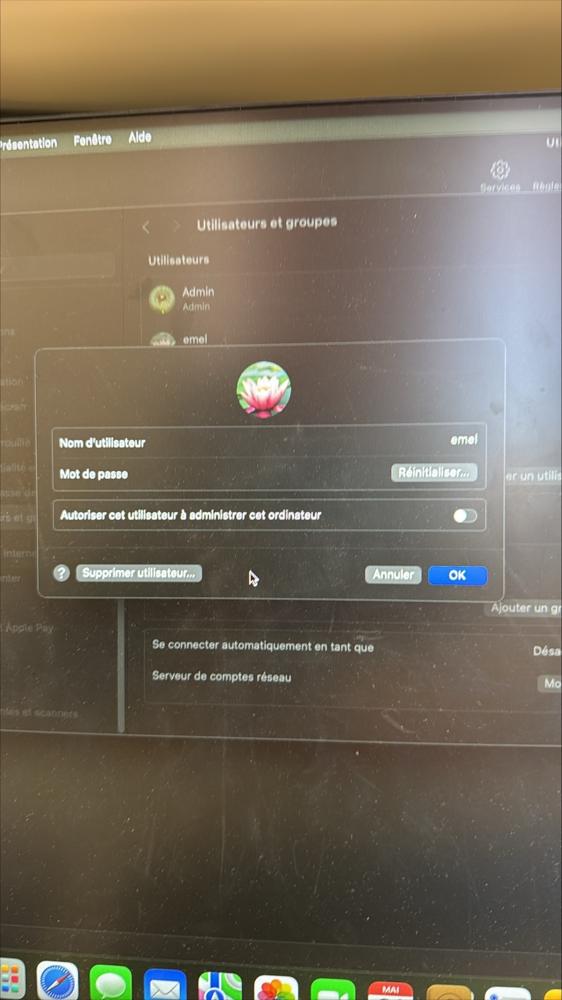 Présentation Fenêtre Aide
Uti
Services Règle
Utilisateurs et groupes
Utilisateurs
Admin
Admin
emel
ons
ation
écran
rouillé
tialité e
asse de
rs et gr
Interne
nter
Apple Pay
ntes et scanners
Nom d'utilisateur emel
Mot de passe Réinitialiser...
Autoriser cet utilisateur à administrer cet ordinateur
? Supprimer utilisateur... Annuler OK
er un utilis
Ajouter un gr
Se connecter automatiquement en tant que Désa
Serveur de comptes réseau Mo
MAI